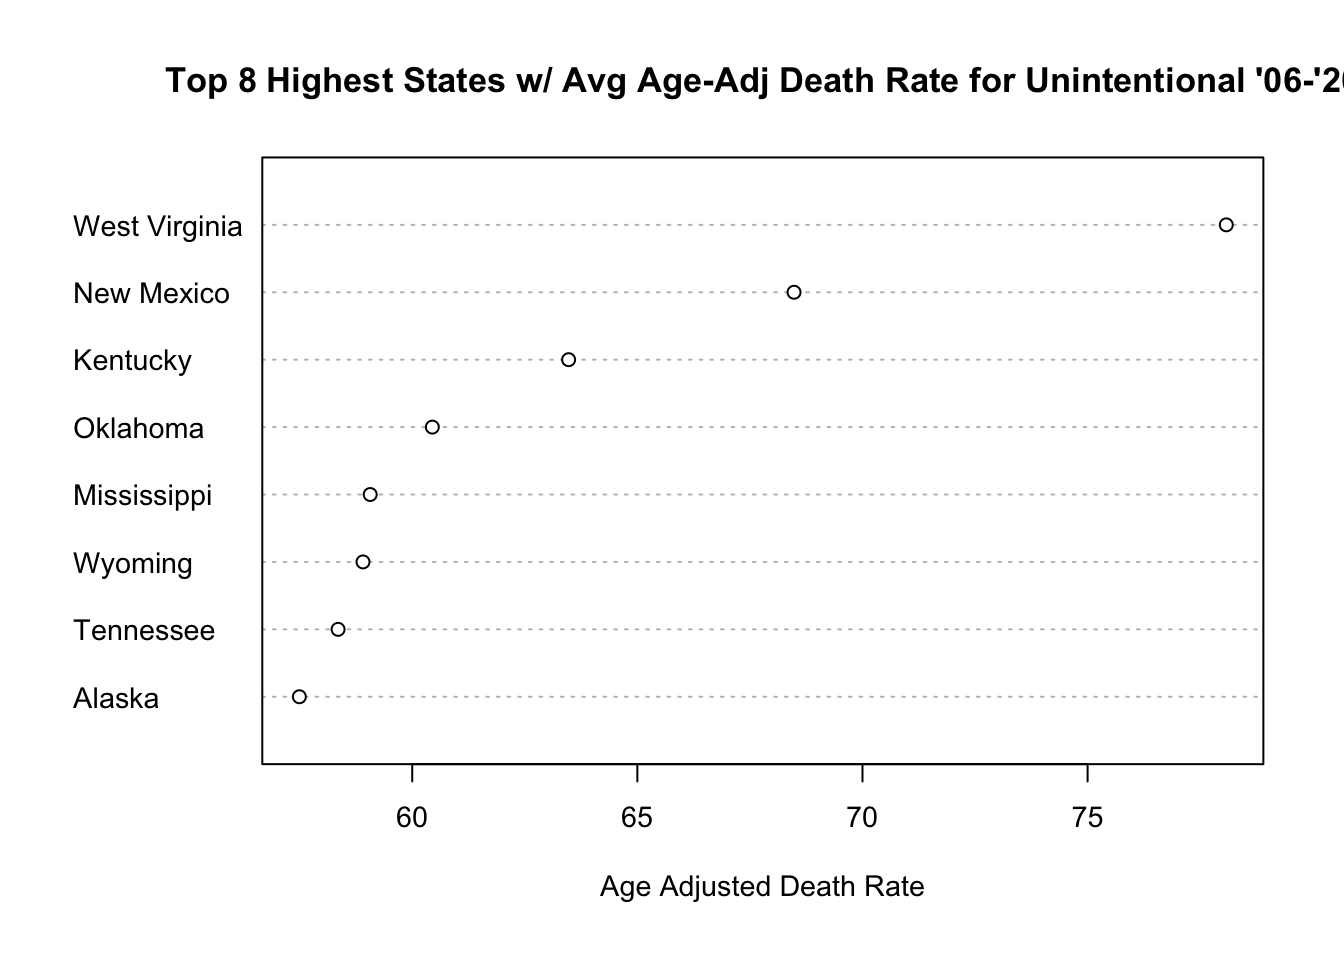 Top 8 Highest States w/ Avg Age-Adj Death Rate for Unintentional '06-'2
West Virginia
New Mexico
Kentucky
Oklahoma
Mississippi
Wyoming
Tennessee
Alaska
60 65 70 75
Age Adjusted Death Rate